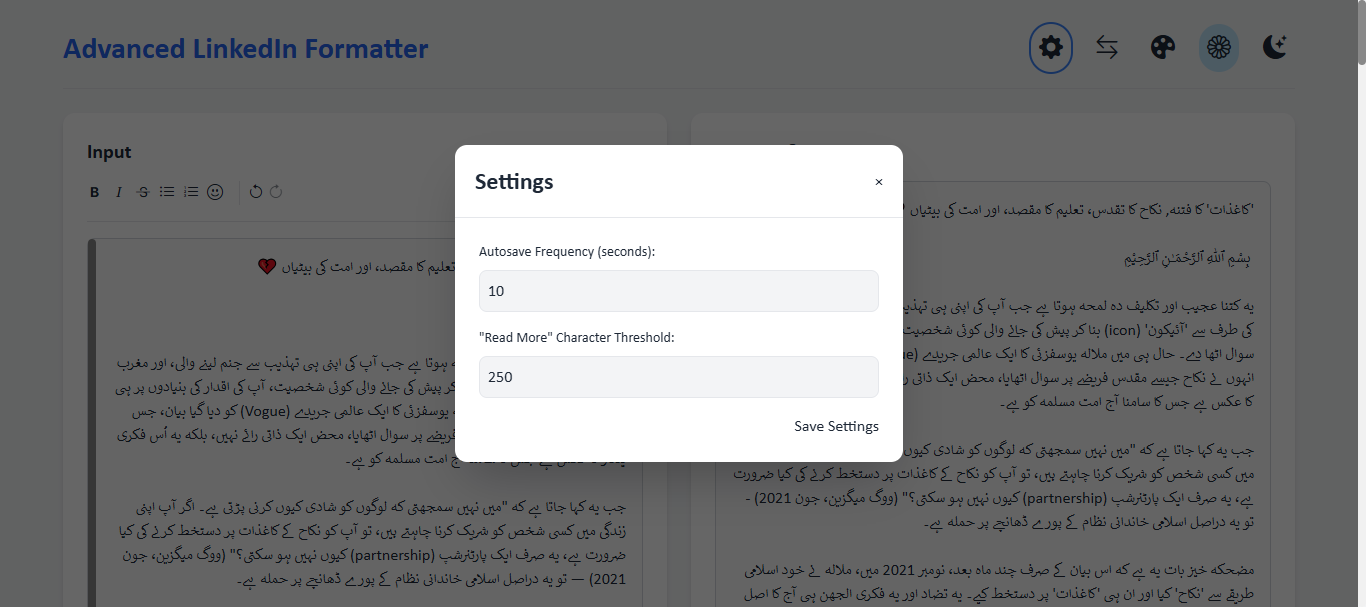 Advanced LinkedIn Formatter
Input
B I S
تعلیم کا مقصد، اور امت کی بیٹیاں 💔
ہوتا ہے جب آپ کی اپنی ہی تہذیب سے جنم لینے والی، اور مغرب
کر پیش کی جانے والی کوئی شخصیت، آپ کی اقدار کی بنیادوں پر ہی
یوسفزئی کا ایک عالمی جریدے (Vogue) کو دیا گیا بیان، جس
فریضے پر سوال اٹھایا، محض ایک ذاتی رائے نہیں، بلکہ یہ اُس فکری
آج امت مسلمہ کو ہے۔
جب یہ کہا جاتا ہے کہ "میں نہیں سمجھتی کہ لوگوں کو شادی کیوں کرنی پڑتی ہے۔ اگر آپ اپنی
زندگی میں کسی شخص کو شریک کرنا چاہتے ہیں، تو آپ کو نکاح کے کاغذات پر دستخط کرنے کی کیا
ضرورت ہے، یہ صرف ایک پارٹنرشپ (partnership) کیوں نہیں ہو سکتی؟" (ووگ میگزین، جون
2021) — تو یہ دراصل اسلامی خاندانی نظام کے پورے ڈھانچے پر حملہ ہے۔
Settings
×
Autosave Frequency (seconds):
10
"Read More" Character Threshold:
250
Save Settings
'کاغذات' کا فتنہ, نکاح کا تقدس، تعلیم کا مقصد، اور امت کی بیٹیاں
بِسْمِ ٱللَّٰهِ ٱلرَّحْمَـٰنِ ٱلرَّحِيْمِ
یہ کتنا عجیب اور تکلیف دہ لمحہ ہوتا ہے جب آپ کی اپنی ہی تہذیب
کی طرف سے 'آئیکون' (icon) بنا کر پیش کی جانے والی کوئی شخصیت
سوال اٹھا دے۔ حال ہی میں ملالہ یوسفزئی کا ایک عالمی جریدے
انہوں نے نکاح جیسے مقدس فریضے پر سوال اٹھایا، محض ایک ذاتی
کا عکس ہے جس کا سامنا آج امت مسلمہ کو ہے۔
جب یہ کہا جاتا ہے کہ "میں نہیں سمجھتی کہ لوگوں کو شادی کیوں
میں کسی شخص کو شریک کرنا چاہتے ہیں، تو آپ کو نکاح کے کاغذات پر دستخط کرنے کی کیا ضرورت
ہے، یہ صرف ایک پارٹنرشپ (partnership) کیوں نہیں ہو سکتی؟" (ووگ میگزین، جون 2021) -
تو یہ دراصل اسلامی خاندانی نظام کے پورے ڈھانچے پر حملہ ہے۔
مضحکہ خیز بات یہ ہے کہ اس بیان کے صرف چند ماہ بعد، نومبر 2021 میں، ملالہ نے خود اسلامی
طریقے سے 'نکاح' کیا اور ان ہی 'کاغذات' پر دستخط کیے۔ یہ تضاد اور یہ فکری الجھن ہی آج کا اصل